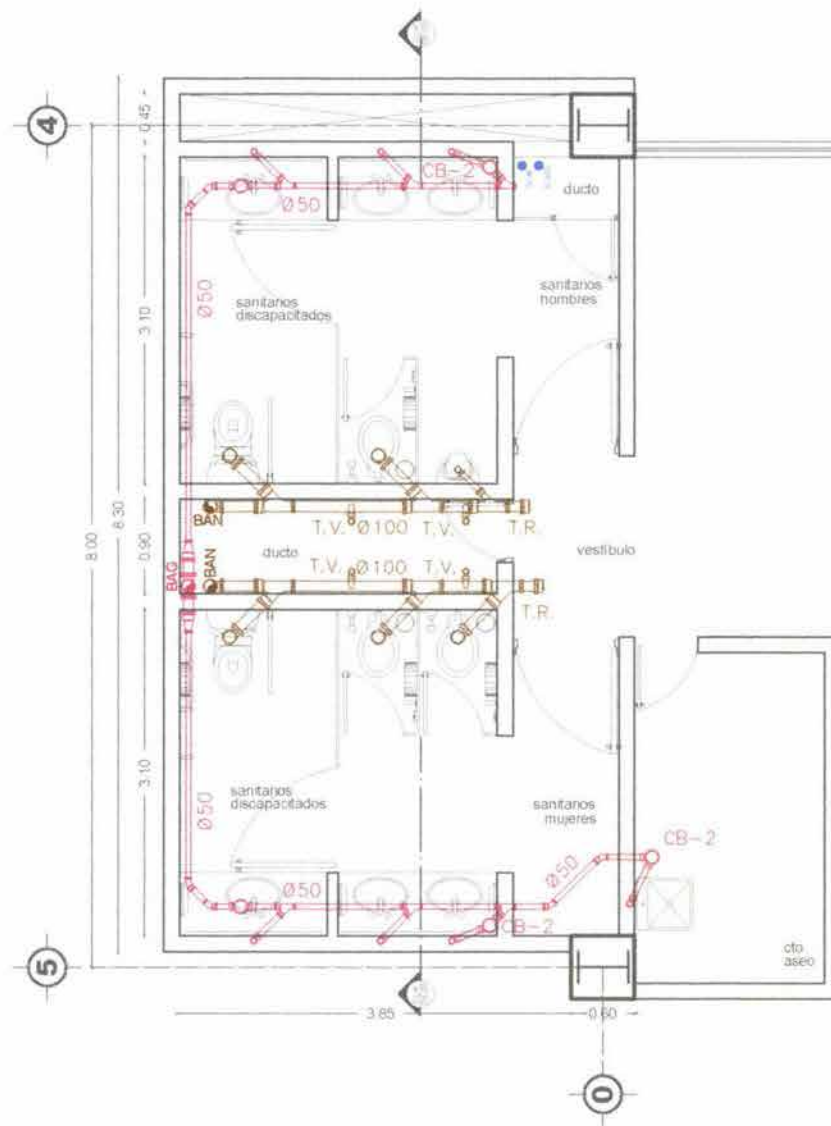 4
0.45
CB-2
ducto
Ø50
sanitarios
discapacitados
sanitarios
hombres
Ø50
3.10
8.30
8.00
0.90
BAN
T.V. Ø100 T.V. T.R.
ducto
vestíbulo
BAG
BAN
T.V. Ø100 T.V.
T.R.
3.10
Ø50
sanitarios
discapacitados
sanitarios
mujeres
CB-2
Ø50
Ø50
CB-2
cto
aseo
5
3.85
0.60
0